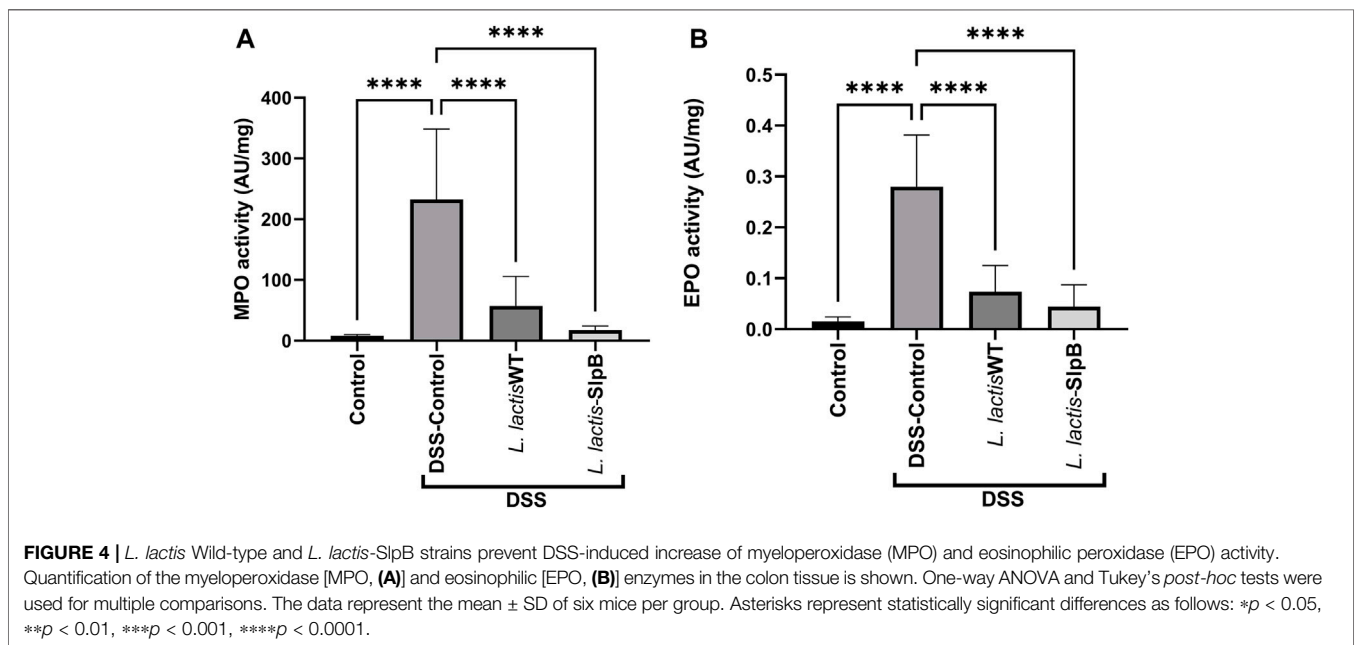 A
****
**** ****
MPO activity (AU/mg)
400
300
200
100
0
Control
DSS-Control
L. lactisWT
L. lactis-SlpB
DSS
B
****
**** ****
EPO activity (AU/mg)
0.5
0.4
0.3
0.2
0.1
0.0
Control
DSS-Control
L. lactisWT
L. lactis-SlpB
DSS
FIGURE 4 | L. lactis Wild-type and L. lactis-SlpB strains prevent DSS-induced increase of myeloperoxidase (MPO) and eosinophilic peroxidase (EPO) activity.
Quantification of the myeloperoxidase [MPO, (A)] and eosinophilic [EPO, (B)] enzymes in the colon tissue is shown. One-way ANOVA and Tukey's post-hoc tests were
used for multiple comparisons. The data represent the mean ± SD of six mice per group. Asterisks represent statistically significant differences as follows: *p < 0.05,
**p < 0.01, ***p < 0.001, ****p < 0.0001.